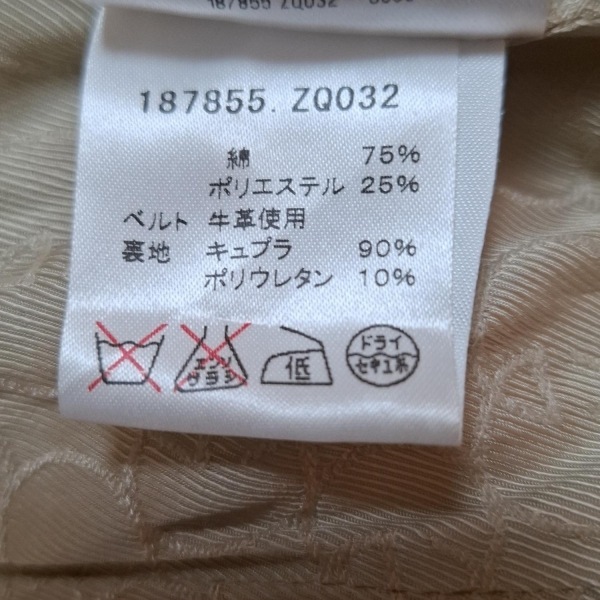 187855 ZQ032
187855. ZQ032
綿 75%
ポリエステル 25%
ベルト 牛革使用
裏地 キュプラ 90%
ポリウレタン 10%
エンソ
サラシ
低
ドライ
セキユ系